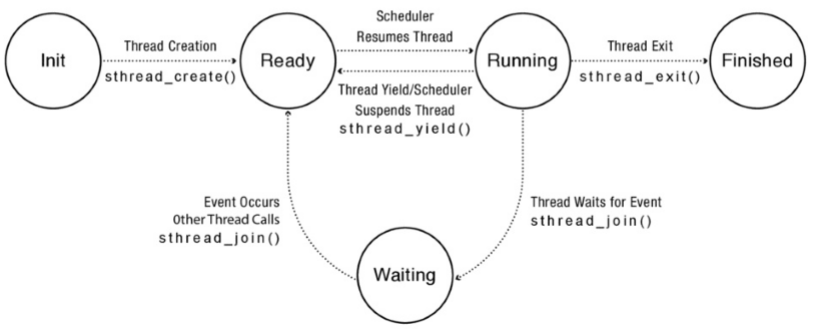 Scheduler
Resumes Thread
Init
Thread Creation
sthread_create()
Ready
Running
Thread Exit
sthread_exit()
Finished
Thread Yield/Scheduler
Suspends Thread
sthread_yield()
Event Occurs
Other Thread Calls
sthread_join()
Thread Waits for Event
sthread_join()
Waiting